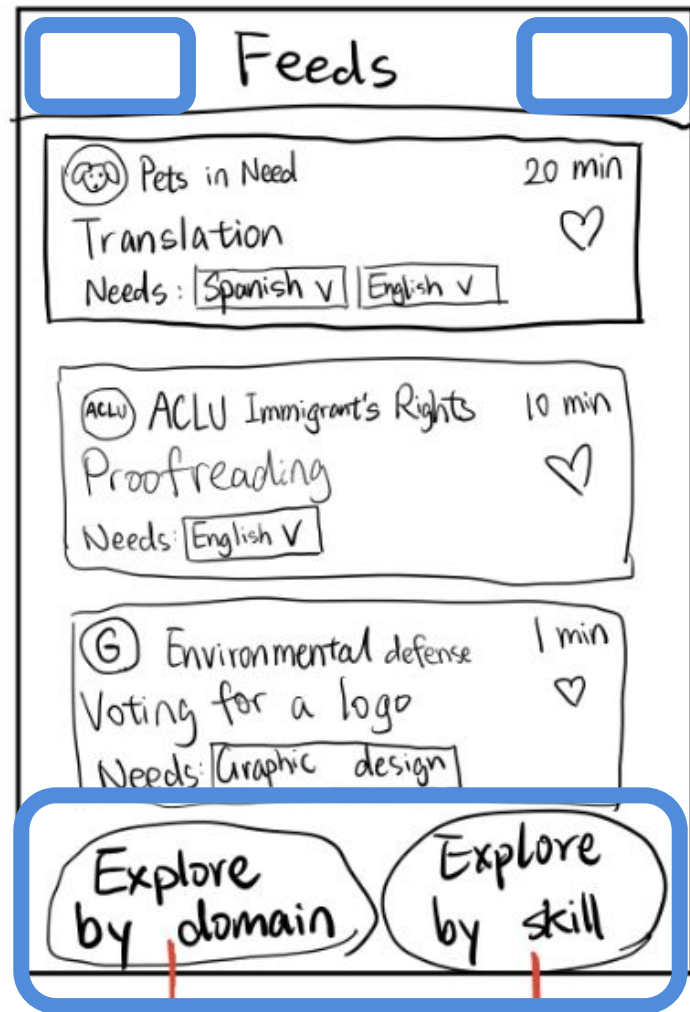 Feeds
Pets in Need 20 min
Translation
Needs: Spanish v English v
ACLU ACLU Immigrant's Rights 10 min
Proofreading
Needs: English v
G Environmental defense 1 min
Voting for a logo
Needs: Graphic design
Explore
by domain
Explore
by skill